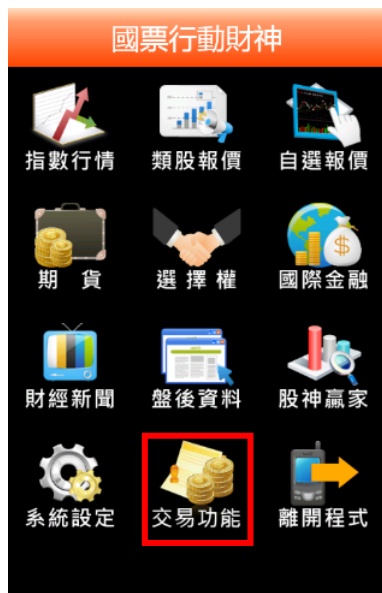 國票行動財神
指數行情
類股報價
自選報價
期 貨
選擇權
國際金融
財經新聞
盤後資料
股神贏家
系統設定
交易功能
離開程式